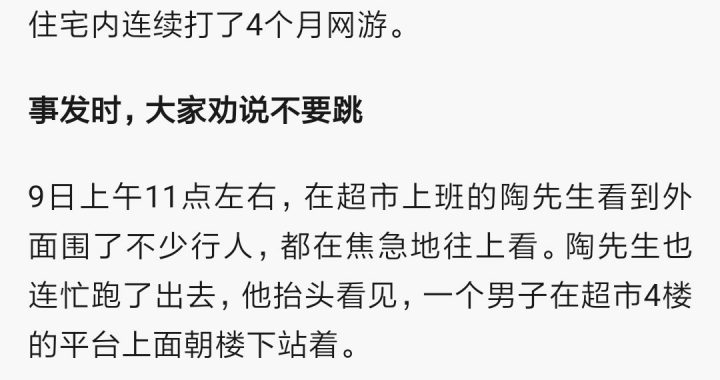 住宅内连续打了4个月网游。
事发时，大家劝说不要跳
9日上午11点左右，在超市上班的陶先生看到外
面围了不少行人，都在焦急地往上看。陶先生也
连忙跑了出去，他抬头看见，一个男子在超市4楼
的平台上面朝楼下站着。